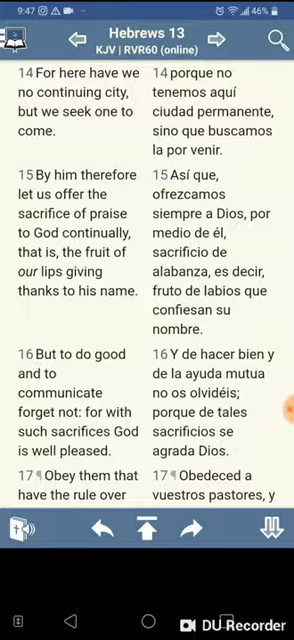 9:47
46%
Hebrews 13
KJV | RVR60 (online)
14 For here have we
no continuing city,
but we seek one to
come.
14 porque no
tenemos aquí
ciudad permanente,
sino que buscamos
la por venir.
15 By him therefore
let us offer the
sacrifice of praise
to God continually,
that is, the fruit of
our lips giving
thanks to his name.
15 Así que,
ofrezcamos
siempre a Dios, por
medio de él,
sacrificio de
alabanza, es decir,
fruto de labios que
confiesan su
nombre.
16 But to do good
and to
communicate
forget not: for with
such sacrifices God
is well pleased.
16 Y de hacer bien y
de la ayuda mutua
no os olvidéis;
porque de tales
sacrificios se
agrada Dios.
17 ¶ Obey them that
have the rule over
17 ¶ Obedeced a
vuestros pastores, y
DU Recorder